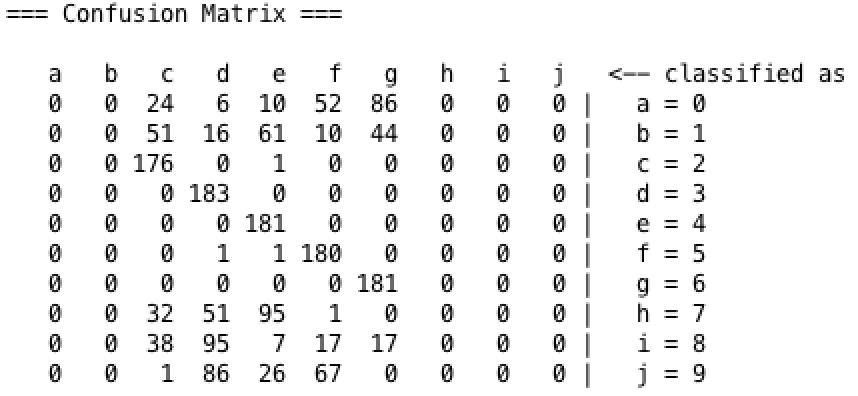 === Confusion Matrix ===
a b c d e f g h i j <-- classified as
0 0 24 6 10 52 86 0 0 0 | a = 0
0 0 51 16 61 10 44 0 0 0 | b = 1
0 0 176 0 1 0 0 0 0 0 | c = 2
0 0 0 183 0 0 0 0 0 0 | d = 3
0 0 0 0 181 0 0 0 0 0 | e = 4
0 0 0 1 1 180 0 0 0 0 | f = 5
0 0 0 0 0 0 181 0 0 0 | g = 6
0 0 32 51 95 1 0 0 0 0 | h = 7
0 0 38 95 7 17 17 0 0 0 | i = 8
0 0 1 86 26 67 0 0 0 0 | j = 9